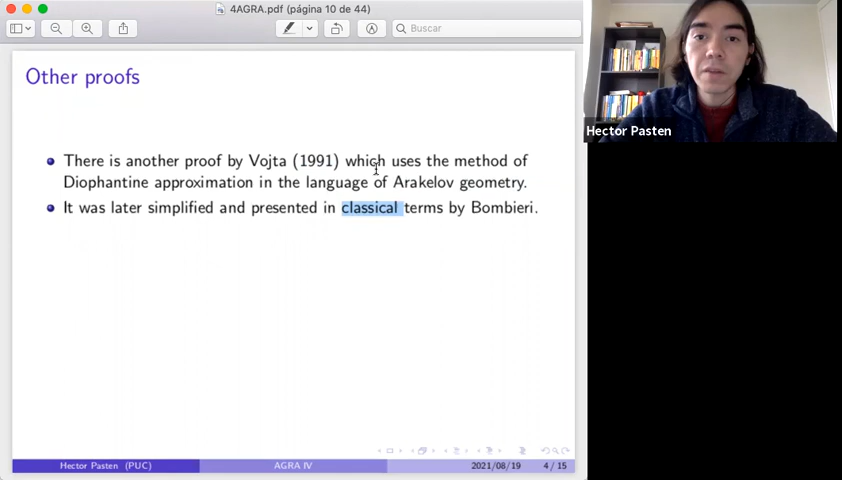 4AGRA.pdf (página 10 de 44)
Buscar
Other proofs
There is another proof by Vojta (1991) which uses the method of
Diophantine approximation in the language of Arakelov geometry.
It was later simplified and presented in classical terms by Bombieri.
Hector Pasten (PUC)
AGRA IV
2021/08/19
4 / 15
Hector Pasten